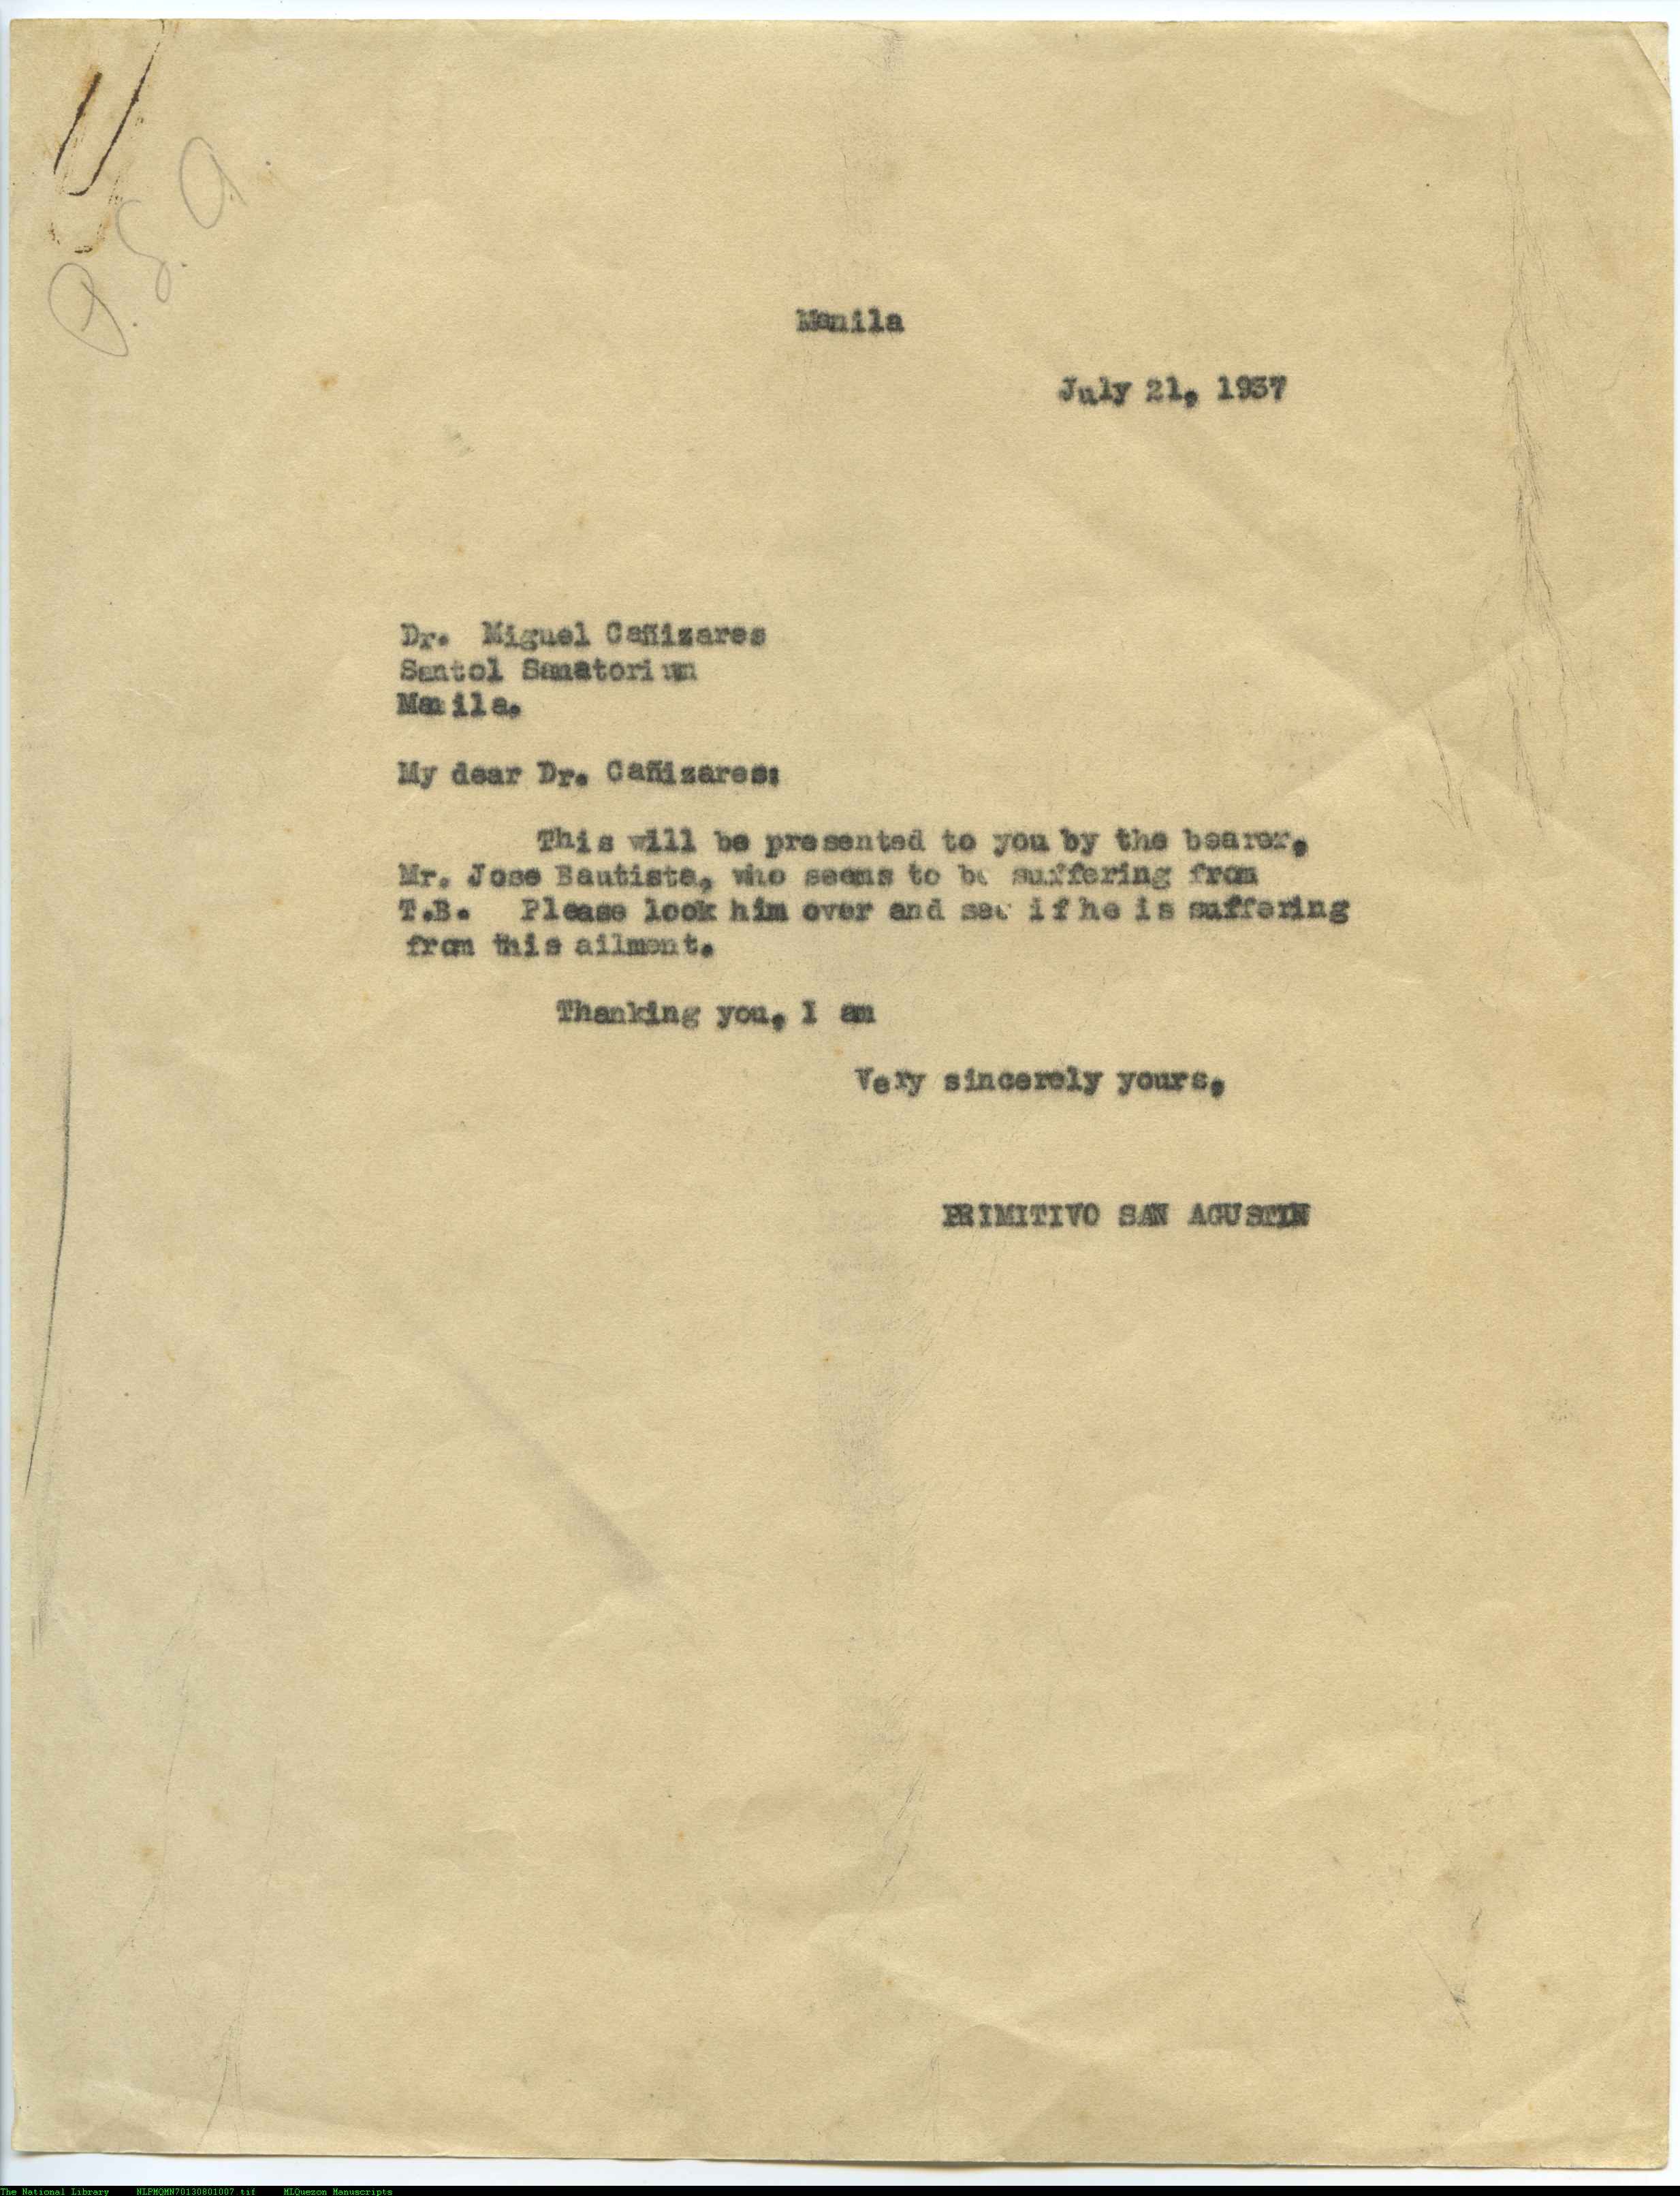 P. S. A.
Manila
July 21, 1937
Dr. Miguel Cañizares
Santol Sanatorium
Manila.
My dear Dr. Cañizares:
This will be presented to you by the bearer,
Mr. Jose Bautista, who seems to be suffering from
T.B. Please look him over and see if he is suffering
from this ailment.
Thanking you, I am
Very sincerely yours,
PRIMITIVO SAN AGUSTIN
The National Library NLPMQMN70130801007.tif MLQuezon Manuscripts